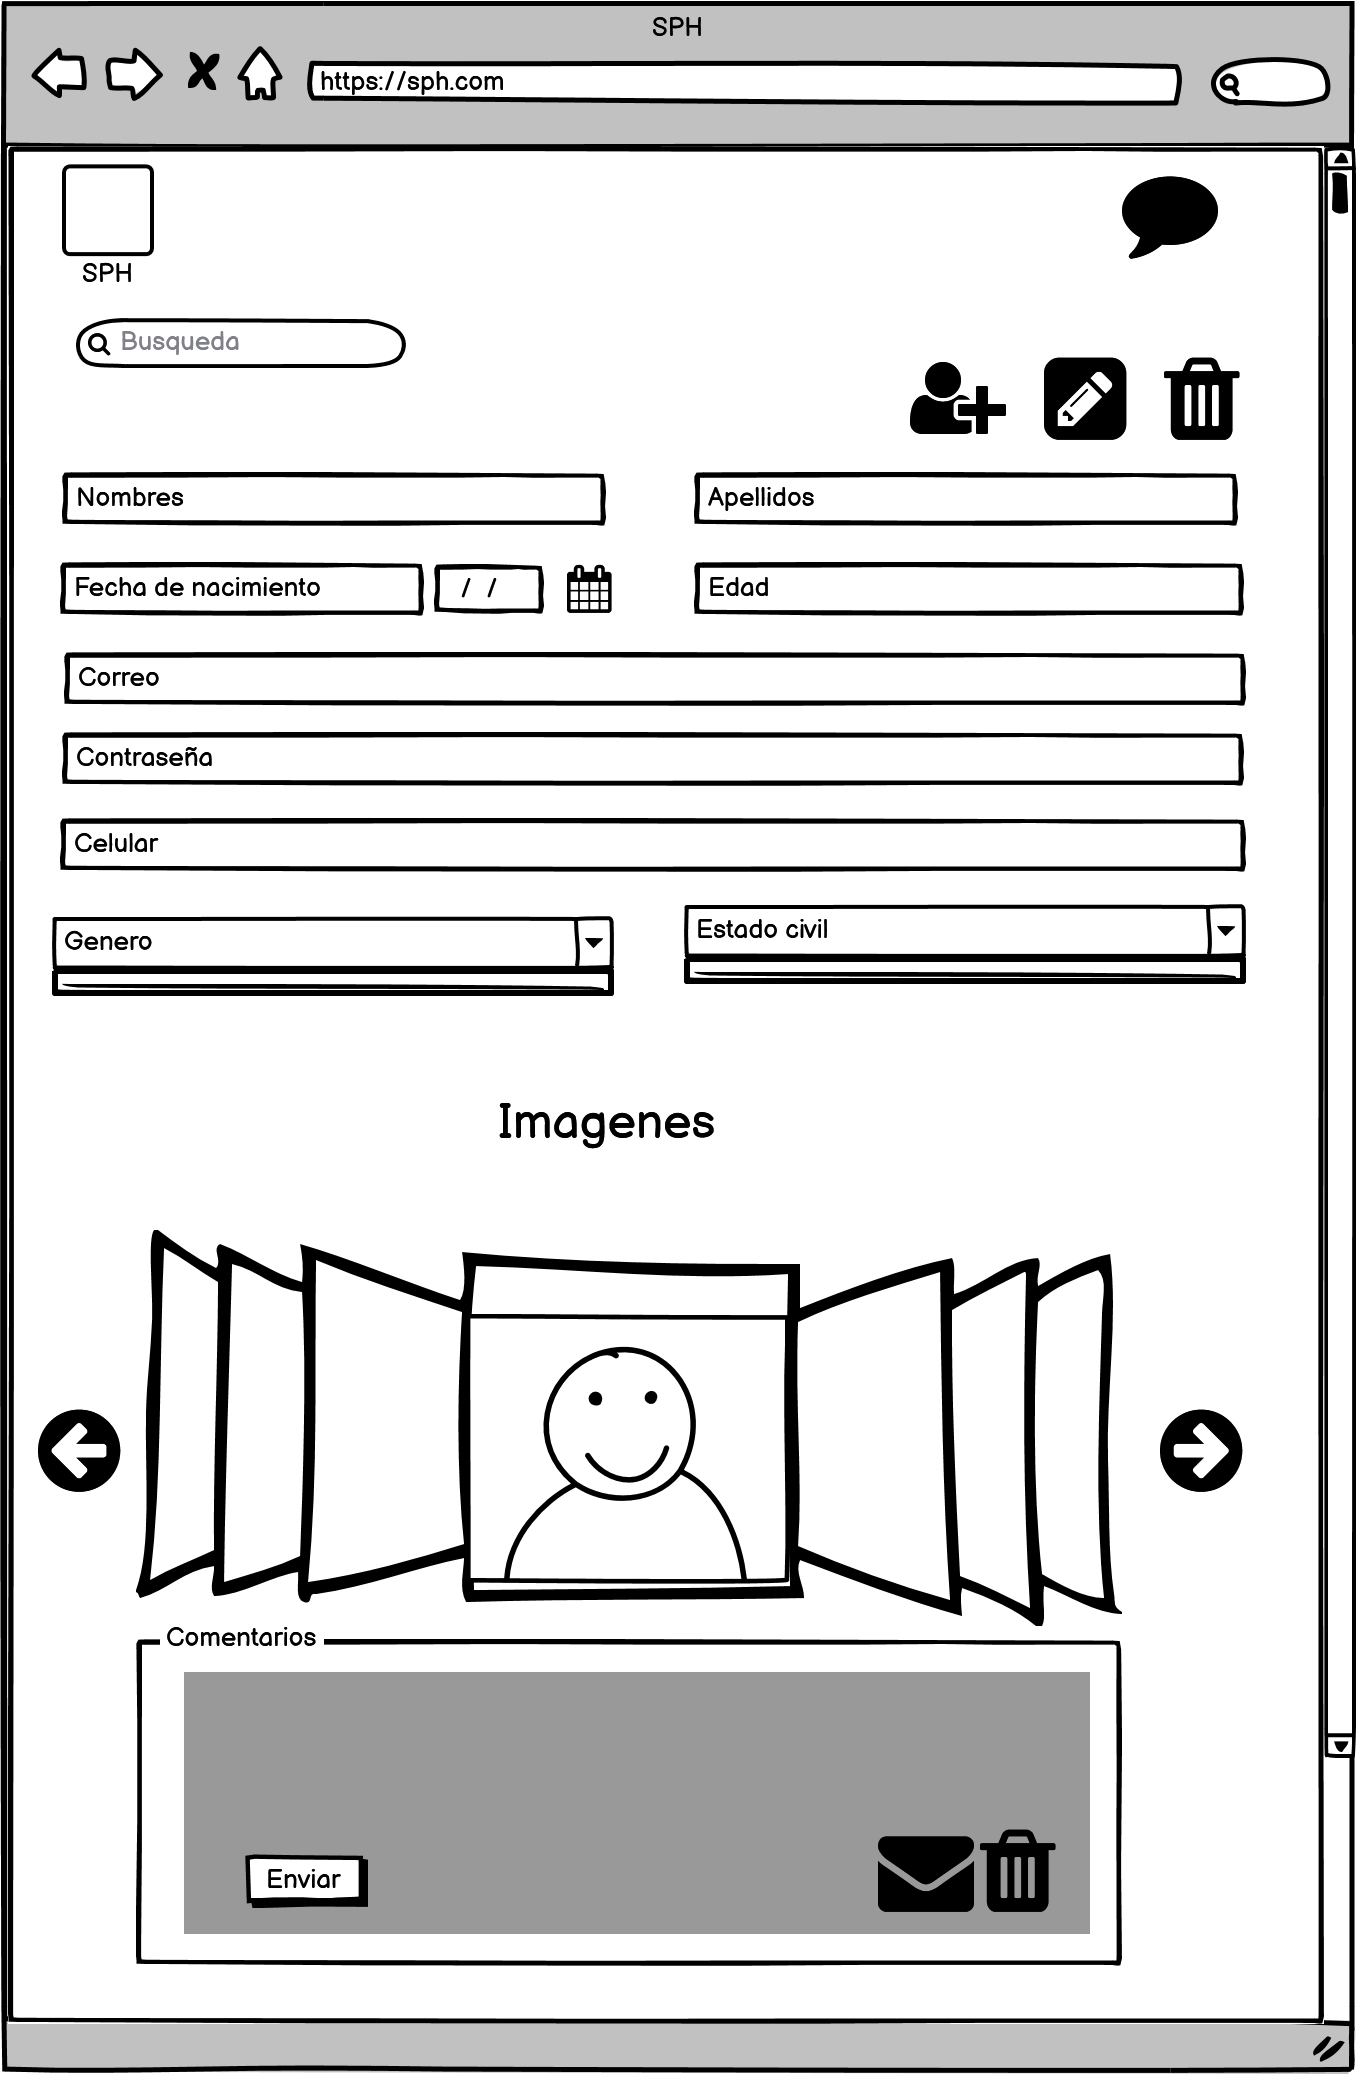 SPH
https://sph.com
SPH
Busqueda
Nombres
Apellidos
Fecha de nacimiento
/ /
Edad
Correo
Contraseña
Celular
Genero
Estado civil
Imagenes
Comentarios
Enviar